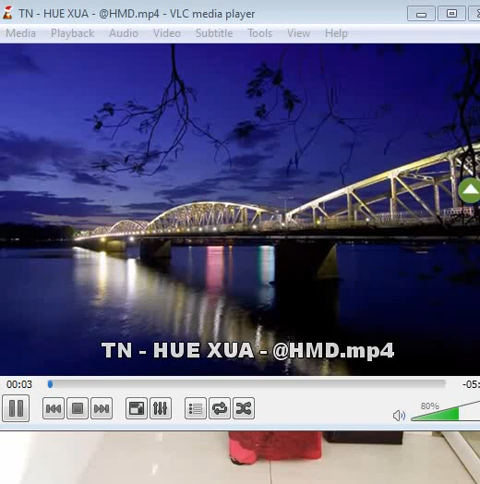 TN - HUE XUA - @HMD.mp4 - VLC media player
Media Playback Audio Video Subtitle Tools View Help
TN - HUE XUA - @HMD.mp4
00:03
-05:
80%